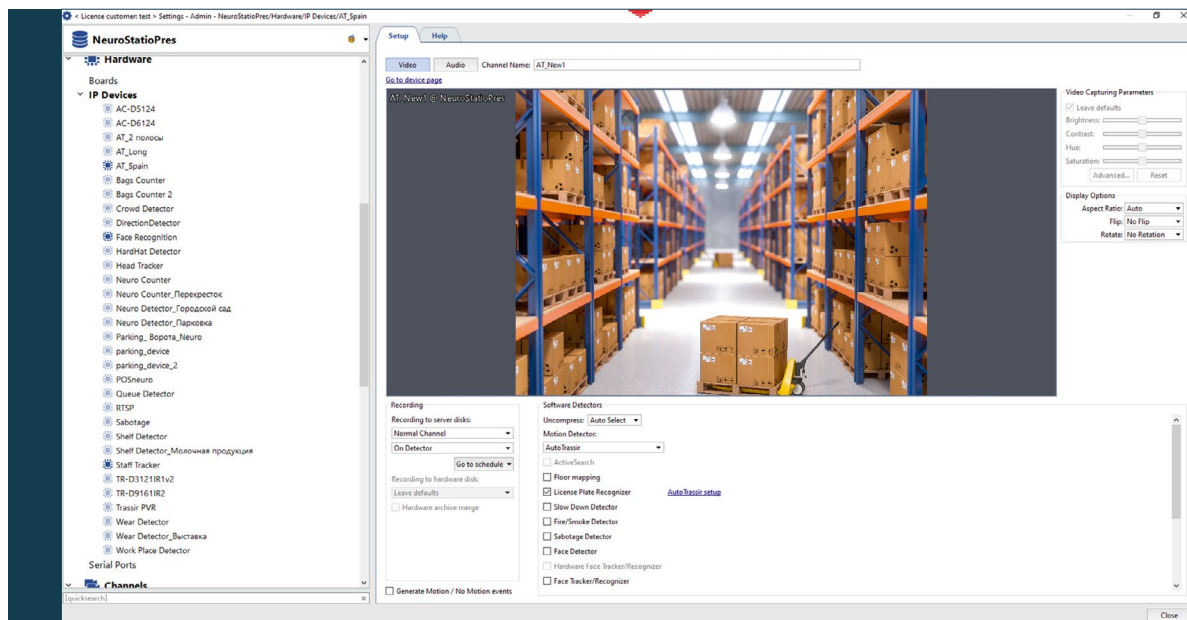 < License customer: test > Settings - Admin - NeuroStatioPres/Hardware/IP Devices/AT_Spain
NeuroStatioPres
Hardware
Boards
IP Devices
AC-D5124
AC-D6124
AT_2 полосы
AT_Long
AT_Spain
Bags Counter
Bags Counter 2
Crowd Detector
DirectionDetector
Face Recognition
HardHat Detector
Head Tracker
Neuro Counter
Neuro Counter_Перекресток
Neuro Detector_Городской сад
Neuro Detector_Парковка
Parking_ Ворота_Neuro
parking_device
parking_device_2
POSneuro
Queue Detector
RTSP
Sabotage
Shelf Detector
Shelf Detector_Молочная продукция
Staff Tracker
TR-D3121IR1v2
TR-D9161IR2
Trassir PVR
Wear Detector
Wear Detector_Выставка
Work Place Detector
Serial Ports
Channels
[quicksearch]
Setup Help
Video Audio Channel Name: AT_New1
Go to device page
AT_New1 @ NeuroStatioPres
Video Capturing Parameters
Leave defaults
Brightness:
Contrast:
Hue:
Saturation:
Advanced... Reset
Display Options
Aspect Ratio: Auto
Flip: No Flip
Rotate: No Rotation
Recording
Recording to server disks:
Normal Channel
On Detector
Go to schedule
Recording to hardware disk:
Leave defaults
Hardware archive merge
Generate Motion / No Motion events
Software Detectors
Uncompress: Auto Select
Motion Detector:
AutoTrassir
ActiveSearch
Floor mapping
License Plate Recognizer AutoTrassir setup
Slow Down Detector
Fire/Smoke Detector
Sabotage Detector
Face Detector
Hardware Face Tracker/Recognizer
Face Tracker/Recognizer
Close